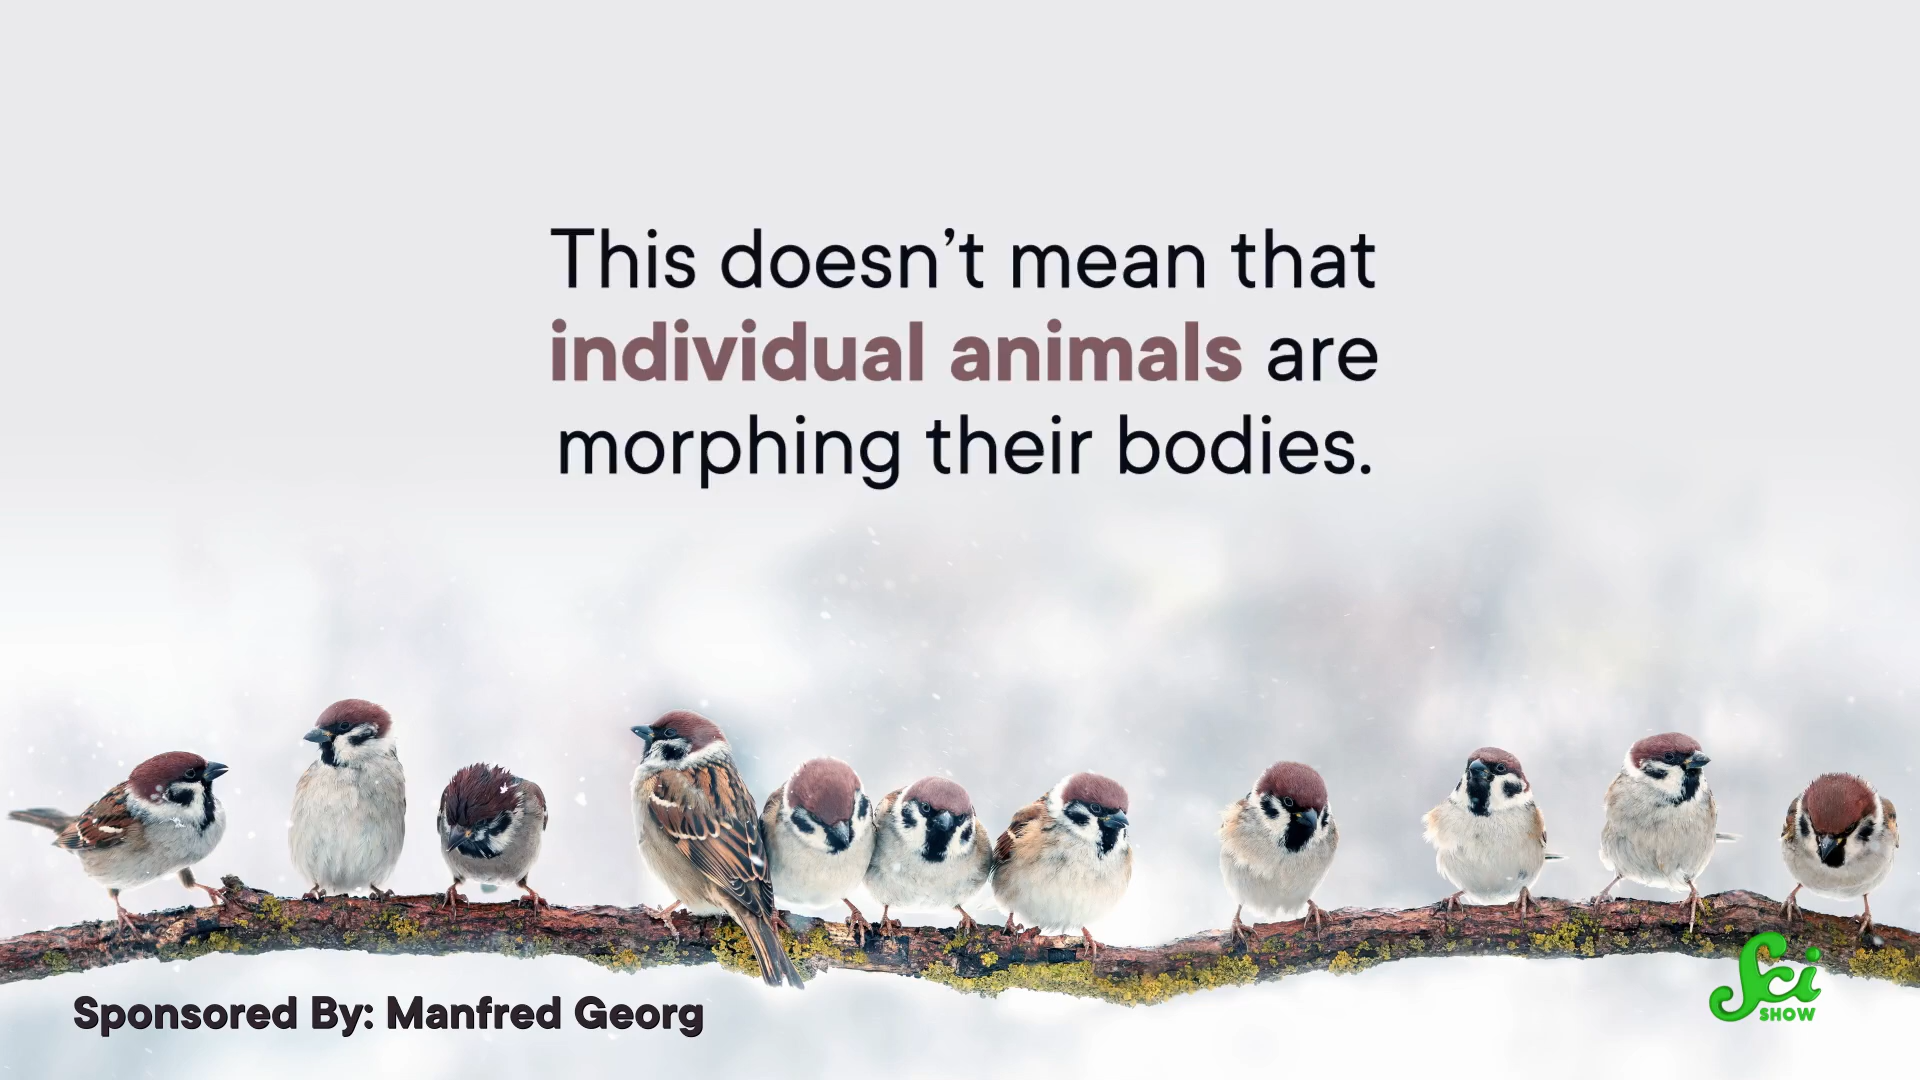 This doesn’t mean that
individual animals are
morphing their bodies.
Sponsored By: Manfred Georg
Sci
SHOW